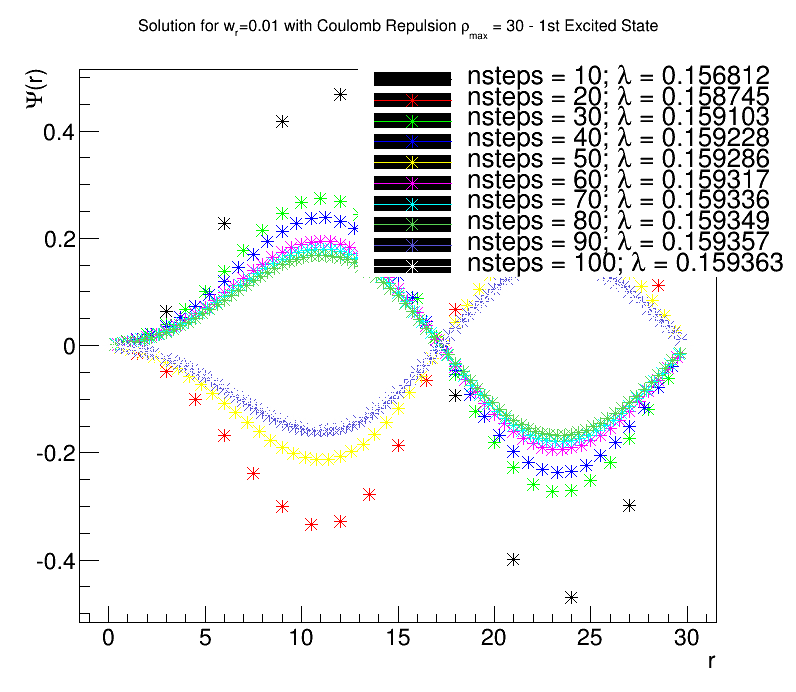 Solution for wr=0.01 with Coulomb Repulsion ρmax = 30 - 1st Excited State
Ψ(r)
nsteps = 10; λ = 0.156812
nsteps = 20; λ = 0.158745
nsteps = 30; λ = 0.159103
nsteps = 40; λ = 0.159228
nsteps = 50; λ = 0.159286
nsteps = 60; λ = 0.159317
nsteps = 70; λ = 0.159336
nsteps = 80; λ = 0.159349
nsteps = 90; λ = 0.159357
nsteps = 100; λ = 0.159363
0.4
0.2
0
-0.2
-0.4
0 5 10 15 20 25 30
r